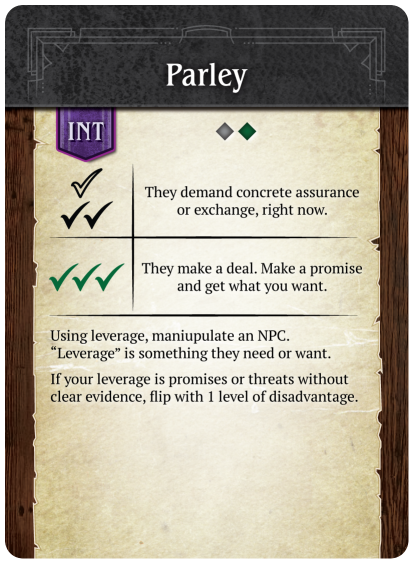 Parley
INT
They demand concrete assurance
or exchange, right now.
They make a deal. Make a promise
and get what you want.
Using leverage, maniupulate an NPC.
“Leverage” is something they need or want.
If your leverage is promises or threats without
clear evidence, flip with 1 level of disadvantage.